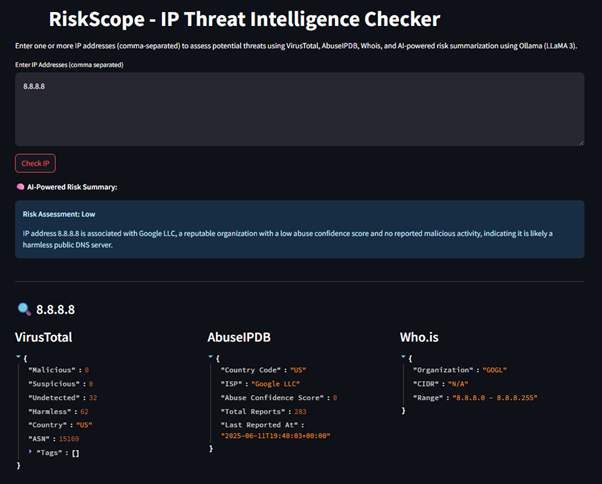 RiskScope - IP Threat Intelligence Checker
Enter one or more IP addresses (comma-separated) to assess potential threats using VirusTotal, AbuseIPDB, Whois, and AI-powered risk summarization using Ollama (LLaMA 3).
Enter IP Addresses (comma separated)
8.8.8.8
Check IP
🧠 AI-Powered Risk Summary:
Risk Assessment: Low
IP address 8.8.8.8 is associated with Google LLC, a reputable organization with a low abuse confidence score and no reported malicious activity, indicating it is likely a
harmless public DNS server.
🔍 8.8.8.8
VirusTotal
{
"Malicious" : 0
"Suspicious" : 0
"Undetected" : 32
"Harmless" : 62
"Country" : "US"
"ASN" : 15169
"Tags" : []
}
AbuseIPDB
{
"Country Code" : "US"
"ISP" : "Google LLC"
"Abuse Confidence Score" : 0
"Total Reports" : 283
"Last Reported At" :
"2025-06-11T19:40:03+00:00"
}
Who.is
{
"Organization" : "GOGL"
"CIDR" : "N/A"
"Range" : "8.8.8.0 - 8.8.8.255"
}